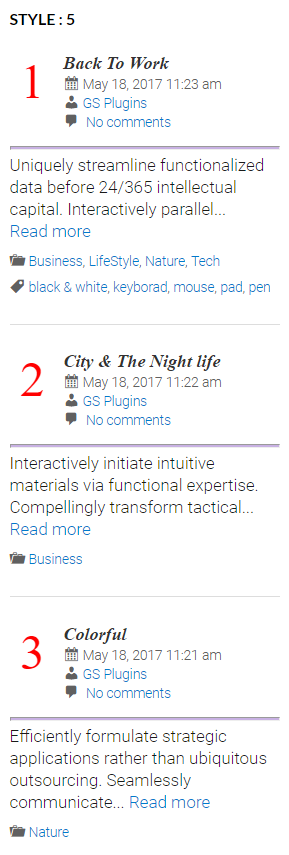 STYLE : 5
1
Back To Work
May 18, 2017 11:23 am
GS Plugins
No comments
Uniquely streamline functionalized
data before 24/365 intellectual
capital. Interactively parallel...
Read more
Business, LifeStyle, Nature, Tech
black & white, keyborad, mouse, pad, pen
2
City & The Night life
May 18, 2017 11:22 am
GS Plugins
No comments
Interactively initiate intuitive
materials via functional expertise.
Compellingly transform tactical...
Read more
Business
3
Colorful
May 18, 2017 11:21 am
GS Plugins
No comments
Efficiently formulate strategic
applications rather than ubiquitous
outsourcing. Seamlessly
communicate... Read more
Nature